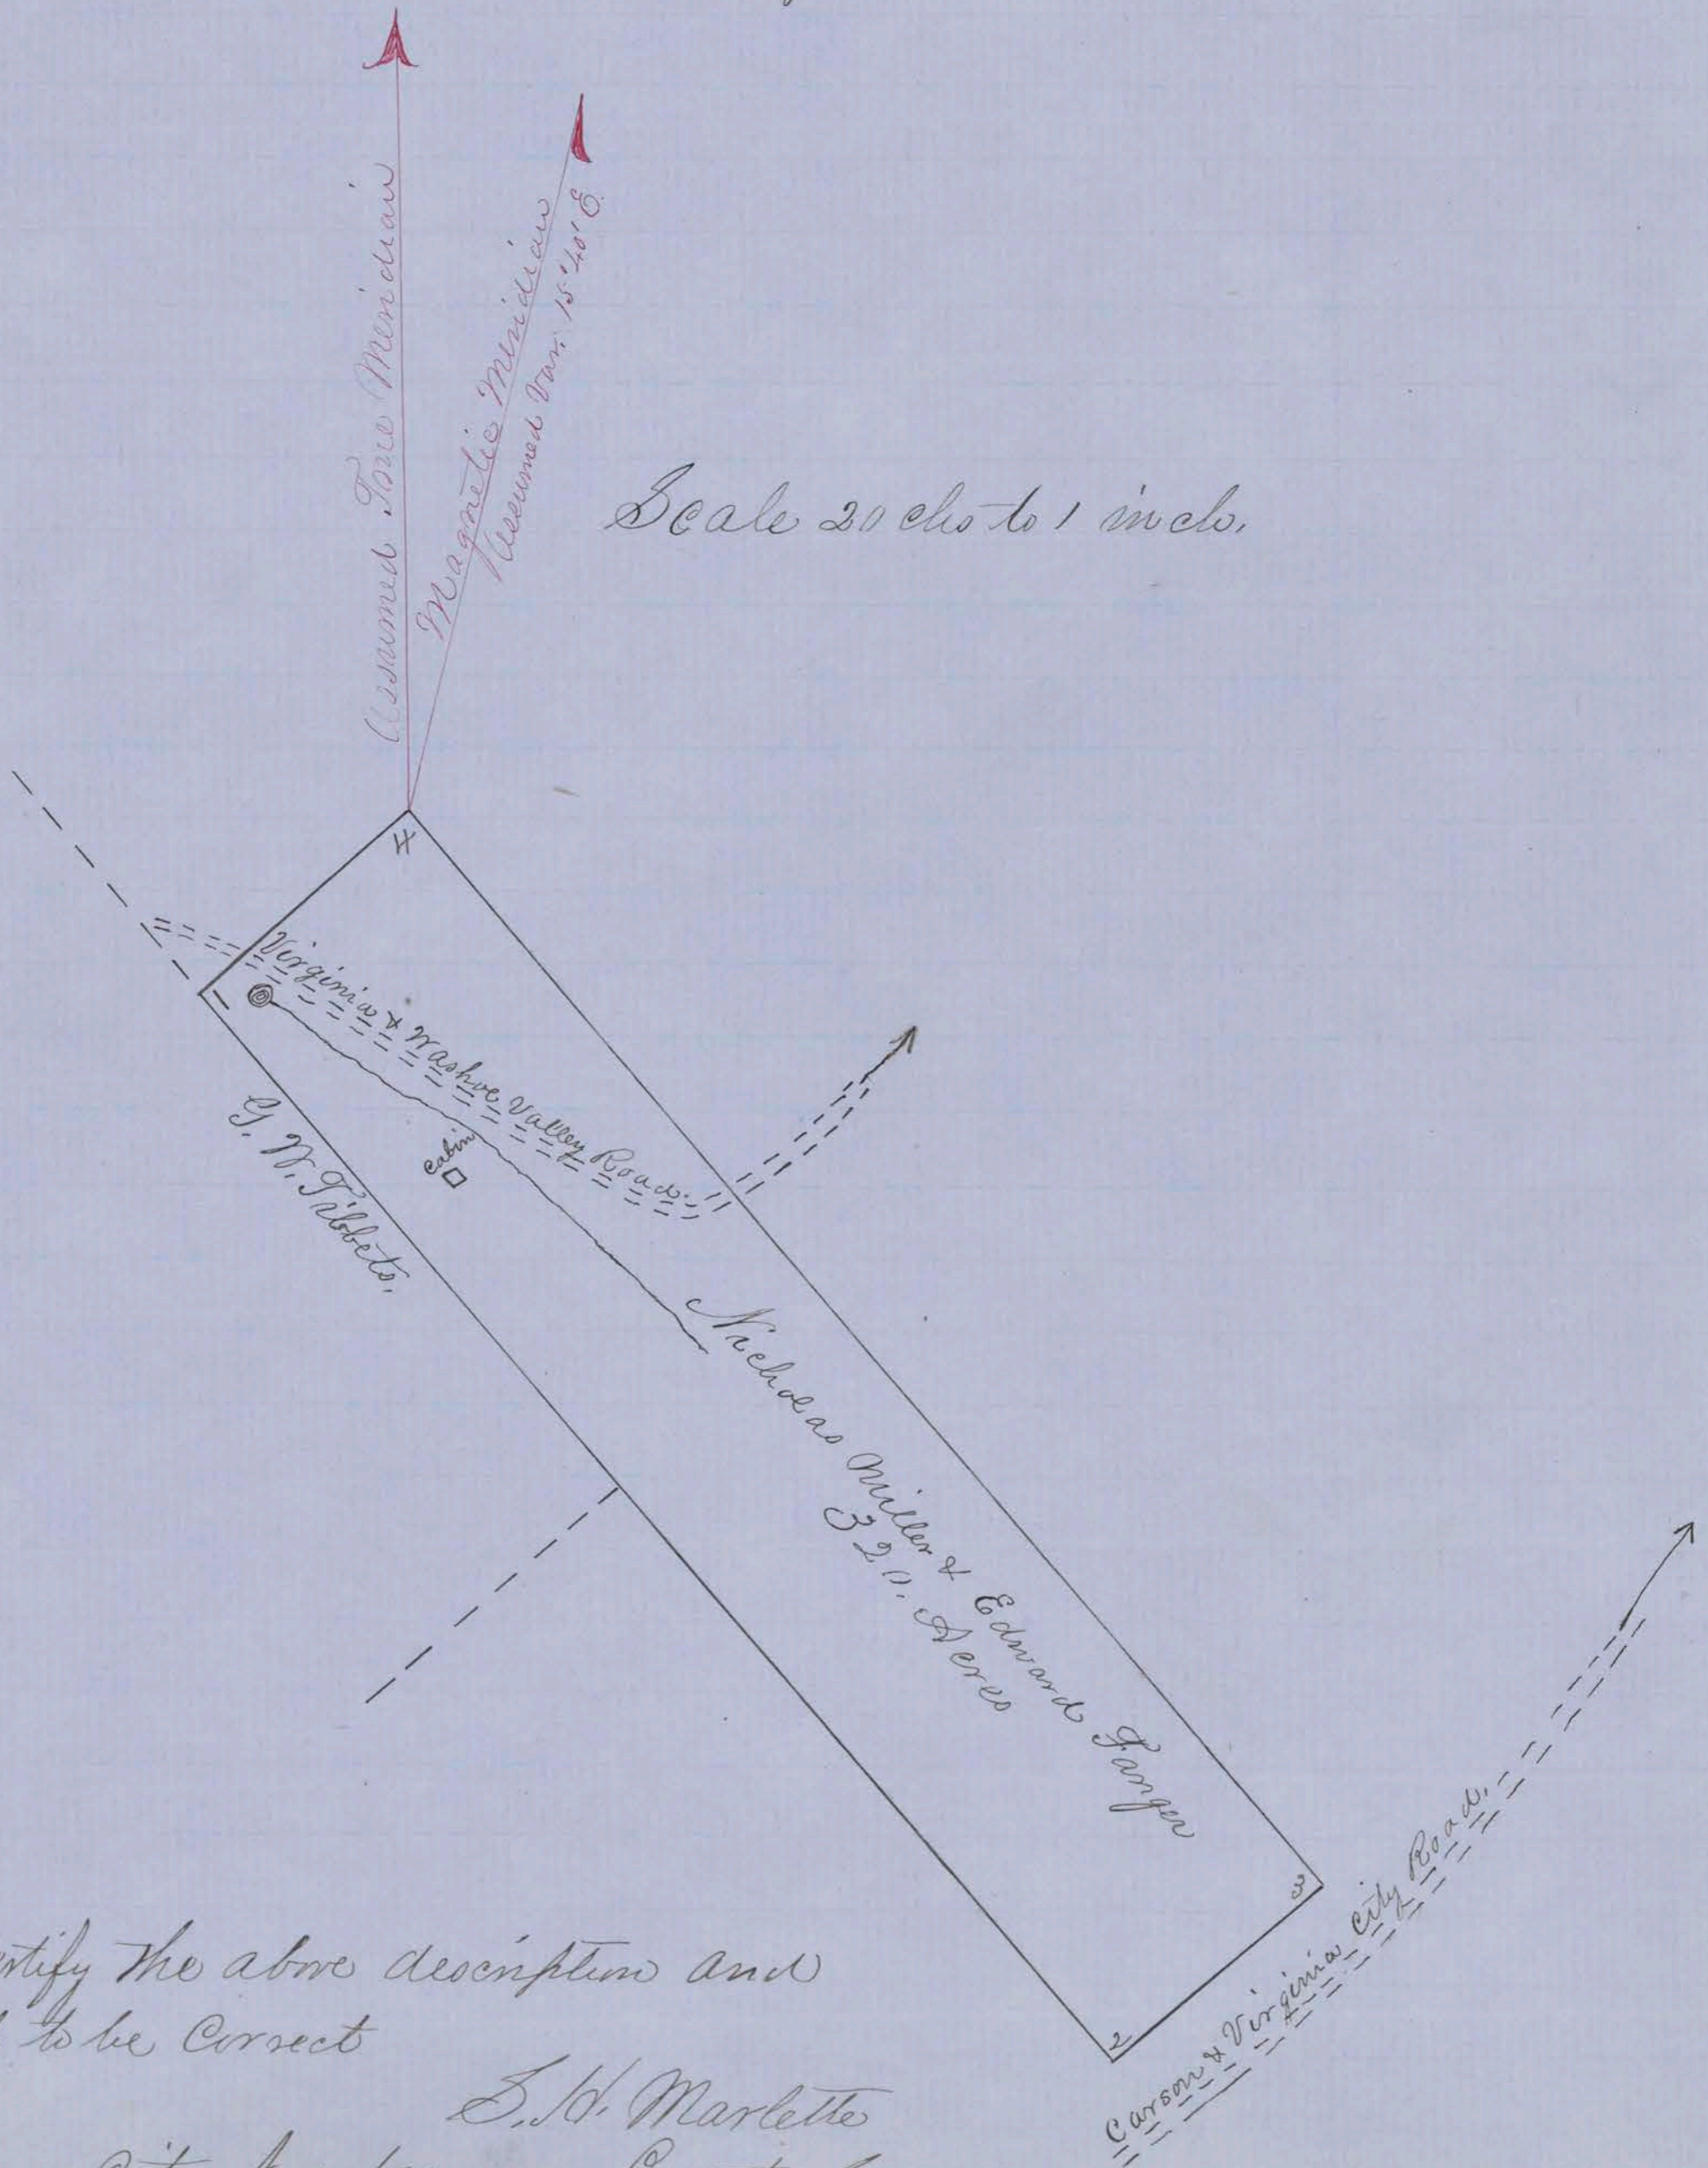 Assumed True Meridian
Magnetic Meridian
Assumed Var. 15° 40' E.
Scale 20 chs to 1 inch.
4
Virginia & Washoe Valley Road.
Cabin
G. W. Tibbets.
Nicholas Miller & Edward Fanger
320. Acres
3
2
Carson & Virginia City Road.
the above description and
to be Correct
S. H. Marlette